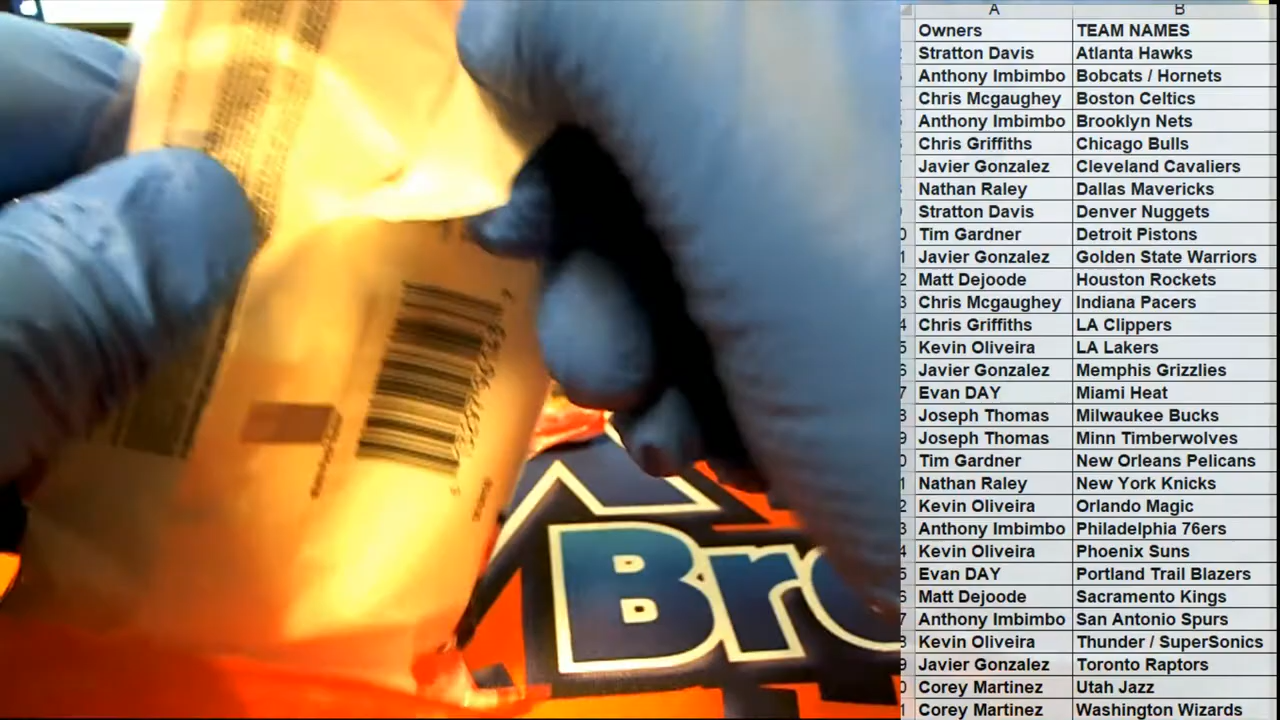 A B
Owners TEAM NAMES
Stratton Davis Atlanta Hawks
Anthony Imbimbo Bobcats / Hornets
Chris Mcgaughey Boston Celtics
Anthony Imbimbo Brooklyn Nets
Chris Griffiths Chicago Bulls
Javier Gonzalez Cleveland Cavaliers
Nathan Raley Dallas Mavericks
Stratton Davis Denver Nuggets
Tim Gardner Detroit Pistons
Javier Gonzalez Golden State Warriors
Matt Dejoode Houston Rockets
Chris Mcgaughey Indiana Pacers
Chris Griffiths LA Clippers
Kevin Oliveira LA Lakers
Javier Gonzalez Memphis Grizzlies
Evan DAY Miami Heat
Joseph Thomas Milwaukee Bucks
Joseph Thomas Minn Timberwolves
Tim Gardner New Orleans Pelicans
Nathan Raley New York Knicks
Kevin Oliveira Orlando Magic
Anthony Imbimbo Philadelphia 76ers
Kevin Oliveira Phoenix Suns
Evan DAY Portland Trail Blazers
Matt Dejoode Sacramento Kings
Anthony Imbimbo San Antonio Spurs
Kevin Oliveira Thunder / SuperSonics
Javier Gonzalez Toronto Raptors
Corey Martinez Utah Jazz
Corey Martinez Washington Wizards
Bro